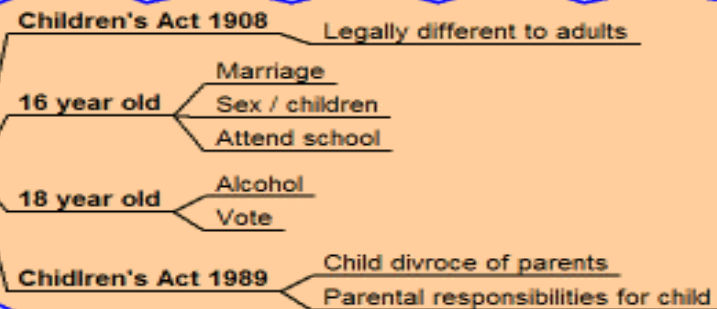 Children's Act 1908
Legally different to adults
16 year old
Marriage
Sex / children
Attend school
18 year old
Alcohol
Vote
Chidlren's Act 1989
Child divroce of parents
Parental responsibilities for child